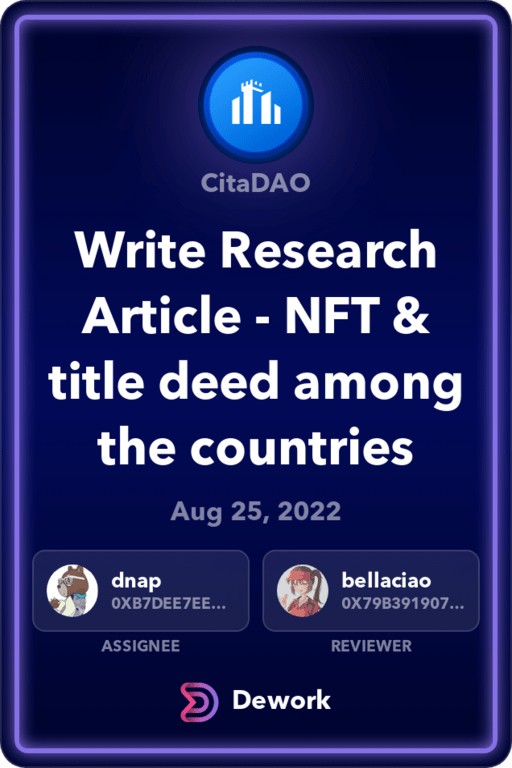 CitaDAO
Write Research
Article - NFT &
title deed among
the countries
Aug 25, 2022
dnap
0XB7DEE7EE...
ASSIGNEE
bellaciao
0X79B391907...
REVIEWER
Dework